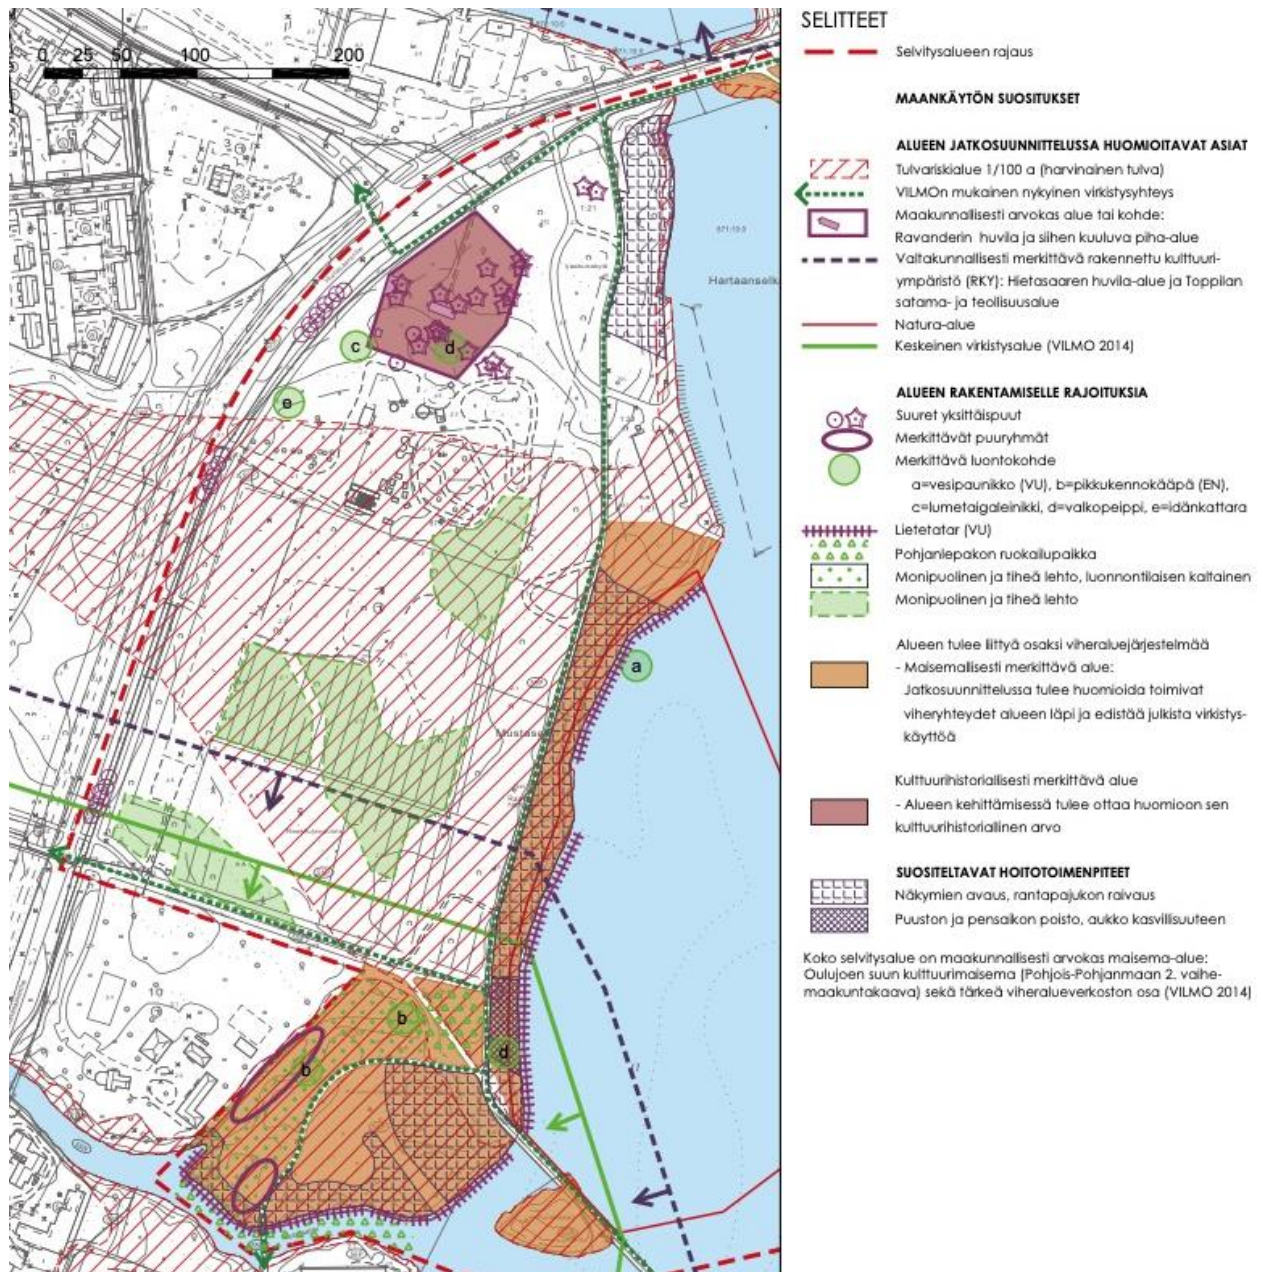 0 25 50 100 200
Hartaanselk
c
d
e
a
b
b
d
10
SELITTEET
Selvitysalueen rajaus
MAANKÄYTÖN SUOSITUKSET
ALUEEN JATKOSUUNNITTELUSSA HUOMIOITAVAT ASIAT
Tulvariskialue 1/100 a (harvinainen tulva)
VILMOn mukainen nykyinen virkistysyhteys
Maakunnallisesti arvokas alue tai kohde:
Ravanderin huvila ja siihen kuuluva piha-alue
Valtakunnallisesti merkittävä rakennettu kulttuuri-
ympäristö (RKY): Hietasaaren huvila-alue ja Toppilan
satama- ja teollisuusalue
Natura-alue
Keskeinen virkistysalue (VILMO 2014)
ALUEEN RAKENTAMISELLE RAJOITUKSIA
Suuret yksittäispuut
Merkittävät puuryhmät
Merkittävä luontokohde
a=vesipaunikko (VU), b=pikkukennokääpä (EN),
c=lumetaigaleinikki, d=valkopeippi, e=idänkattara
Lietetatar (VU)
Pohjanlepakon ruokailupaikka
Monipuolinen ja tiheä lehto, luonnontilaisen kaltainen
Monipuolinen ja tiheä lehto
Alueen tulee liittyä osaksi viheraluejärjestelmää
- Maisemallisesti merkittävä alue:
Jatkosuunnittelussa tulee huomioida toimivat
viheryhteydet alueen läpi ja edistää julkista virkistys-
käyttöä
Kulttuurihistoriallisesti merkittävä alue
- Alueen kehittämisessä tulee ottaa huomioon sen
kulttuurihistoriallinen arvo
SUOSITELTAVAT HOITOTOIMENPITEET
Näkymien avaus, rantapajukon raivaus
Puuston ja pensaikon poisto, aukko kasvillisuuteen
Koko selvitysalue on maakunnallisesti arvokas maisema-alue:
Oulujoen suun kulttuurimaisema (Pohjois-Pohjanmaan 2. vaihe-
maakuntakaava) sekä tärkeä viheralueverkoston osa (VILMO 2014)